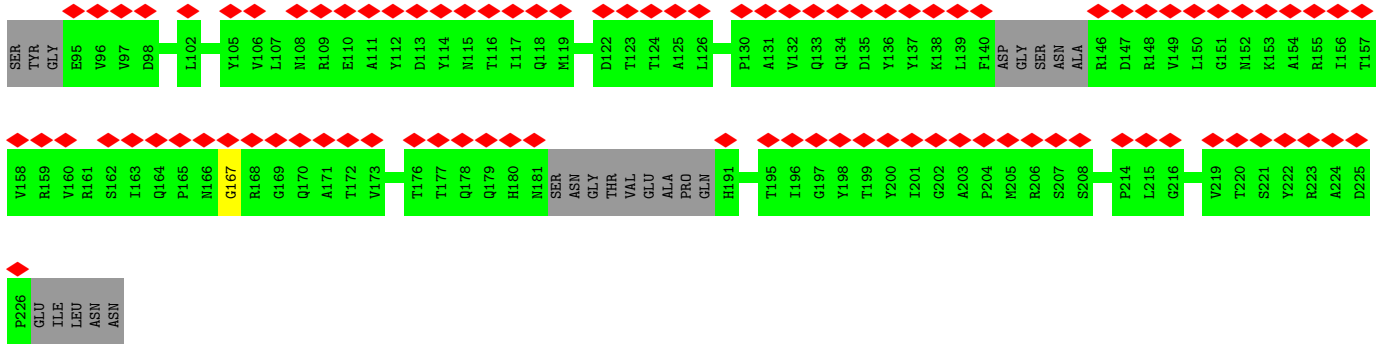 SER TYR GLY E95 V96 V97 D98 L102 Y105 V106 L107 N108 R109 E110 A111 Y112 D113 Y114 N115 T116 I117 Q118 M119 D122 T123 T124 A125 L126 P130 A131 V132 Q133 Q134 D135 Y136 Y137 K138 L139 F140 ASP GLY SER ASN ALA R146 D147 R148 V149 L150 G151 N152 K153 A154 R155 I156 T157
V158 R159 V160 R161 S162 I163 Q164 P165 N166 G167 R168 G169 Q170 A171 T172 V173 T176 T177 Q178 Q179 H180 N181 SER ASN GLY THR VAL GLU ALA PRO GLN H191 T195 I196 G197 Y198 T199 Y200 I201 G202 A203 P204 M205 R206 S207 S208 P214 L215 G216 V219 T220 S221 Y222 R223 A224 D225
P226 GLU ILE LEU ASN ASN